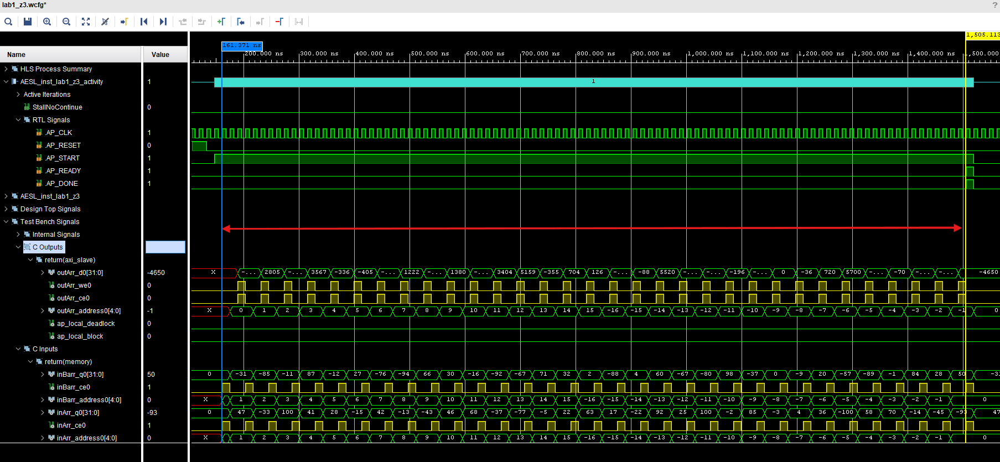 lab1_z3.wcfg*
?
161.371 ns
1,505.113
200.000 ns 300.000 ns 400.000 ns 500.000 ns 600.000 ns 700.000 ns 800.000 ns 900.000 ns 1,000.000 ns 1,100.000 ns 1,200.000 ns 1,300.000 ns 1,400.000 ns 1,500.000
Name Value
HLS Process Summary
AESL_inst_lab1_z3_activity 1 1
Active Iterations
StallNoContinue 0
RTL Signals
.AP_CLK 1
.AP_RESET 0
.AP_START 1
.AP_READY 1
.AP_DONE 1
AESL_inst_lab1_z3
Design Top Signals
Test Bench Signals
Internal Signals
C Outputs
return(axi_slave)
outArr_d0[31:0] -4650 X -... 2805 -... 3567 -336 -405 -... 1222 -... 1380 -... 3404 5159 -355 704 126 -... -88 5520 -... -... -196 -... 0 -36 720 5700 -... -70 -... -... -4650
outArr_we0 0
outArr_ce0 0
outArr_address0[4:0] -1 X 0 1 2 3 4 5 6 7 8 9 10 11 12 13 14 15 -16 -15 -14 -13 -12 -11 -10 -9 -8 -7 -6 -5 -4 -3 -2 -1 0
ap_local_deadlock 0
ap_local_block 0
C Inputs
return(memory)
inBarr_q0[31:0] 50 0 -31 -85 -11 87 -12 27 -76 -94 66 30 -16 -92 -67 71 32 2 -88 4 60 -67 -80 98 -37 0 -9 20 -57 -89 -1 84 28 50 -31
inBarr_ce0 1
inBarr_address0[4:0] 0 X 1 2 3 4 5 6 7 8 9 10 11 12 13 14 15 -16 -15 -14 -13 -12 -11 -10 -9 -8 -7 -6 -5 -4 -3 -2 -1 0
inArr_q0[31:0] -93 0 47 -33 100 41 28 -15 42 -13 -43 46 68 -37 -77 -5 22 63 17 -22 92 25 100 -2 85 -3 4 36 -100 58 70 -14 -45 -93 47
inArr_ce0 1
inArr_address0[4:0] 0 X 1 2 3 4 5 6 7 8 9 10 11 12 13 14 15 -16 -15 -14 -13 -12 -11 -10 -9 -8 -7 -6 -5 -4 -3 -2 -1 0